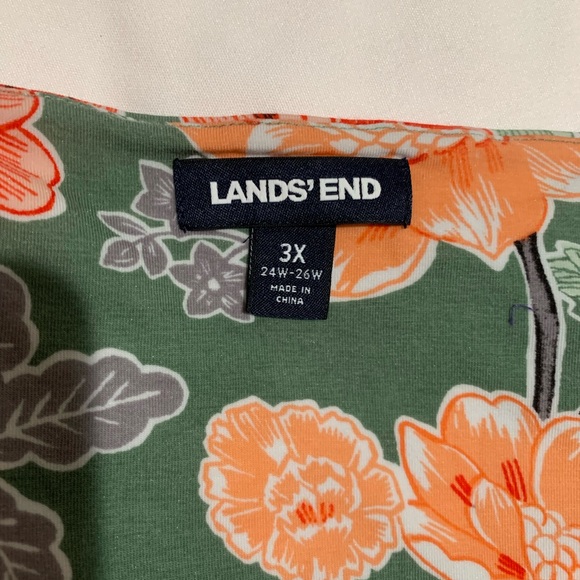 LANDS' END
3X
24W-26W
MADE IN
CHINA